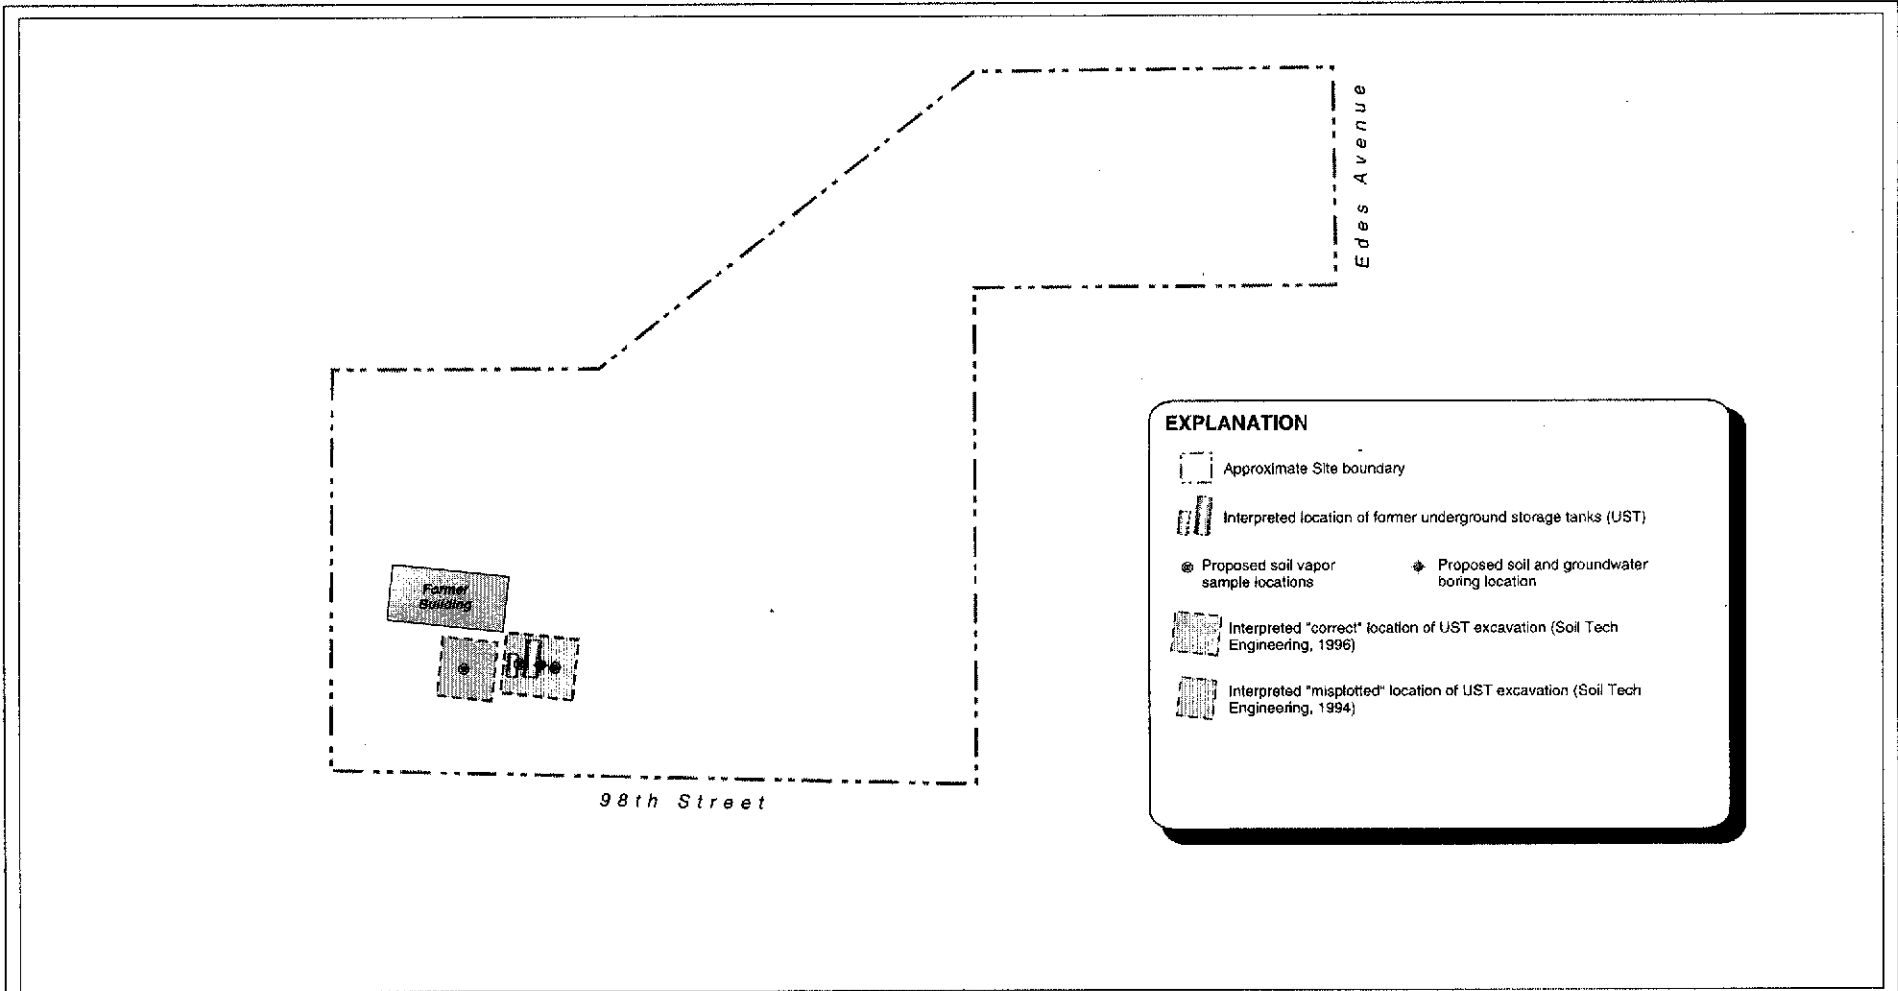 Edes Avenue
EXPLANATION
Approximate Site boundary
Interpreted location of former underground storage tanks (UST)
Proposed soil vapor
sample locations
Proposed soil and groundwater
boring location
Interpreted "correct" location of UST excavation (Soil Tech
Engineering, 1996)
Interpreted "misplotted" location of UST excavation (Soil Tech
Engineering, 1994)
Former
Building
98th Street